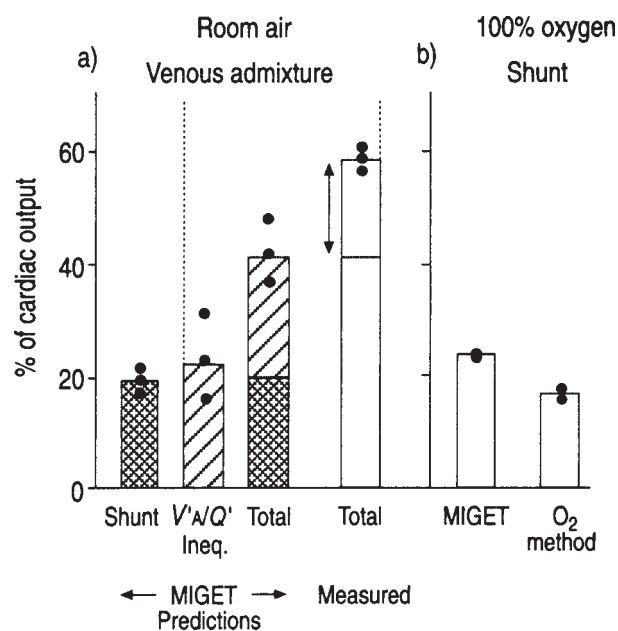 Room air
a)
Venous admixture
100% oxygen
b)
Shunt
% of cardiac output
60
40
20
0
Shunt V'A/Q' Total Total
Ineq.
MIGET Measured
Predictions
MIGET O2
method